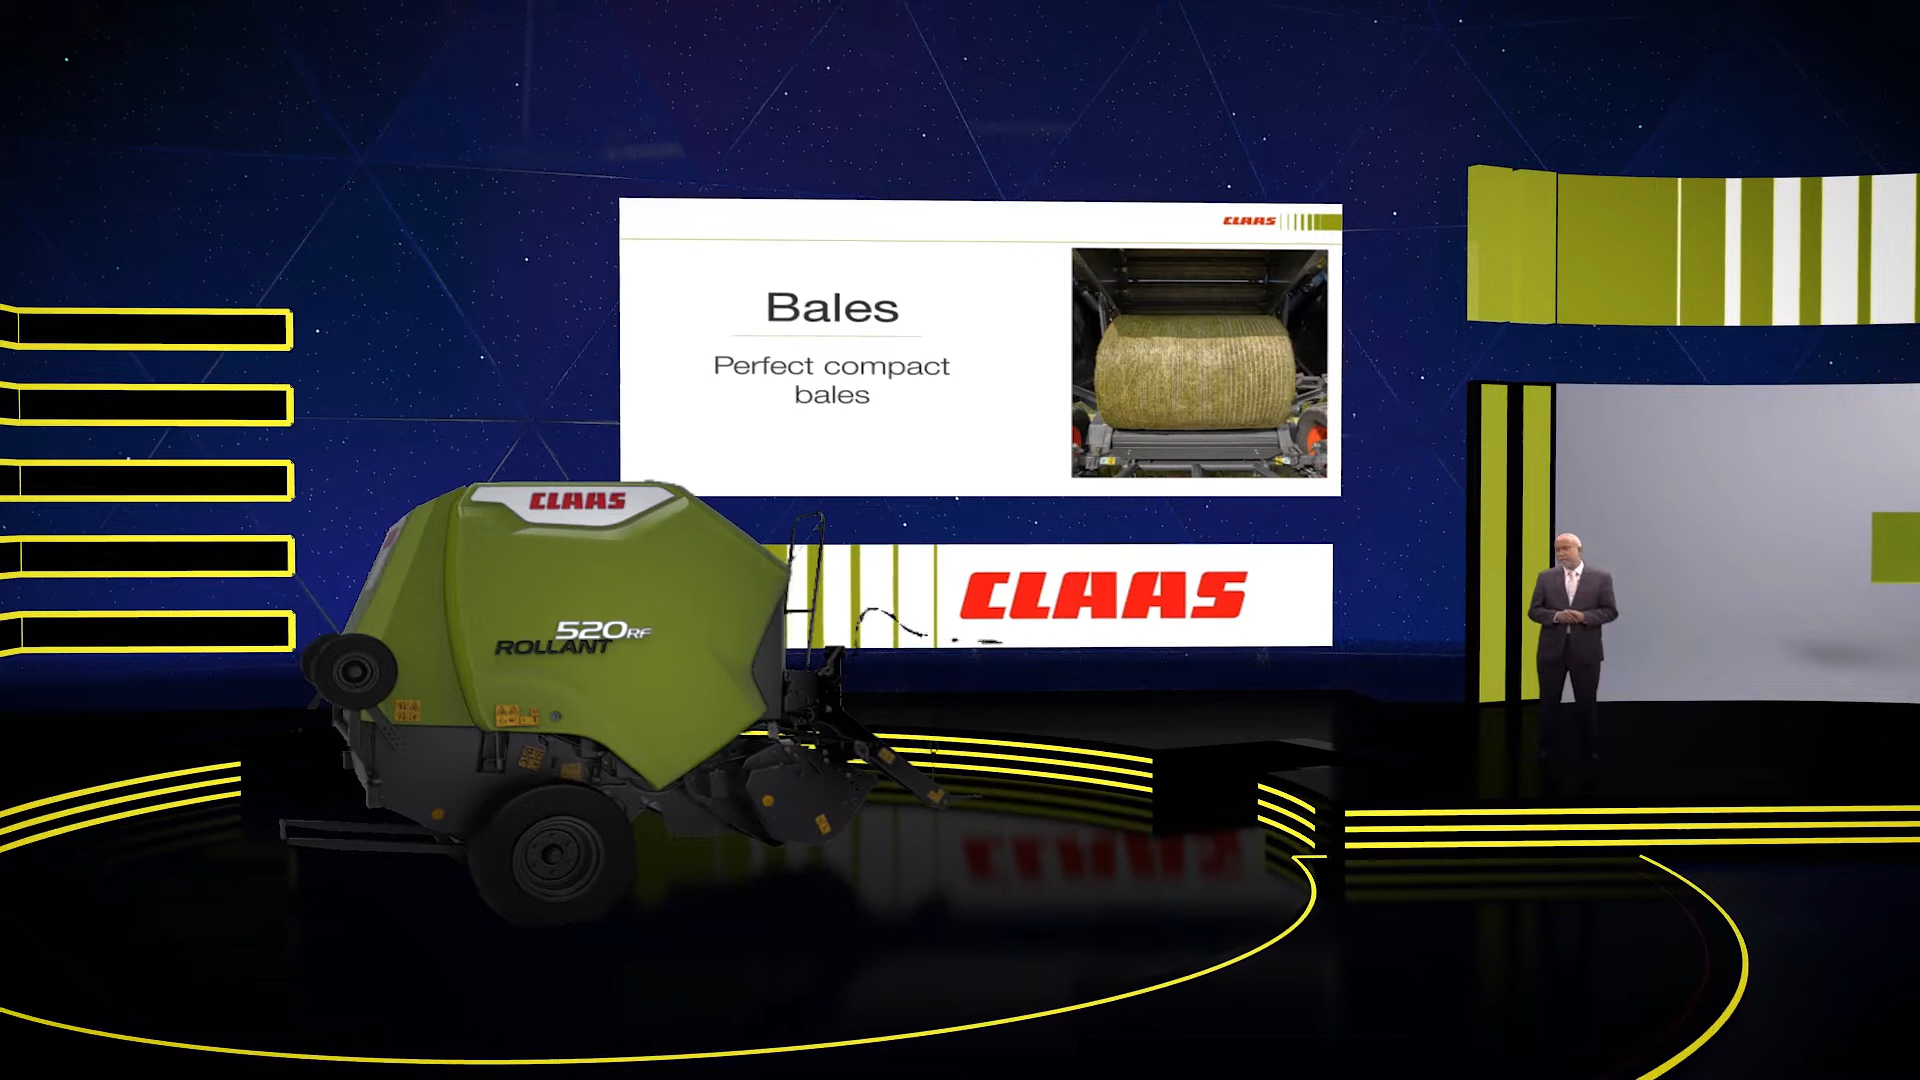 CLAAS
Bales
Perfect compact
bales
CLAAS
520RF
ROLLANT
CLAAS